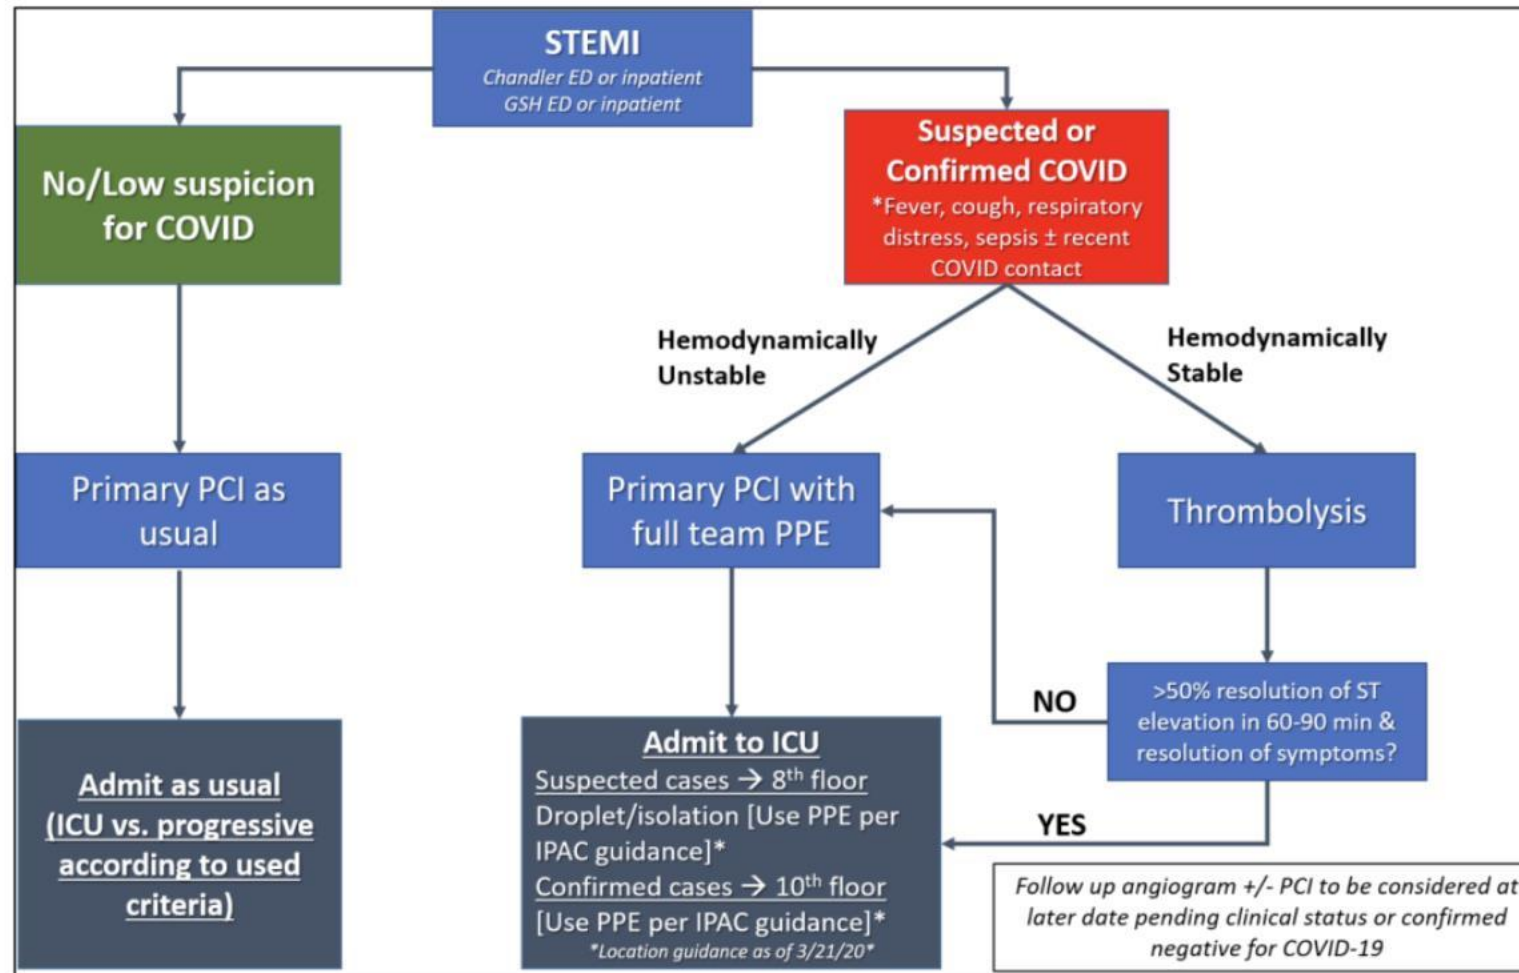 STEMI
Chandler ED or inpatient
GSH ED or inpatient
No/Low suspicion
for COVID
Suspected or
Confirmed COVID
*Fever, cough, respiratory
distress, sepsis ± recent
COVID contact
Hemodynamically
Unstable
Hemodynamically
Stable
Primary PCI as
usual
Primary PCI with
full team PPE
Thrombolysis
>50% resolution of ST
elevation in 60-90 min &
resolution of symptoms?
NO
YES
Admit as usual
(ICU vs. progressive
according to used
criteria)
Admit to ICU
Suspected cases → 8th floor
Droplet/isolation [Use PPE per
IPAC guidance]*
Confirmed cases → 10th floor
[Use PPE per IPAC guidance]*
*Location guidance as of 3/21/20*
Follow up angiogram +/- PCI to be considered at
later date pending clinical status or confirmed
negative for COVID-19